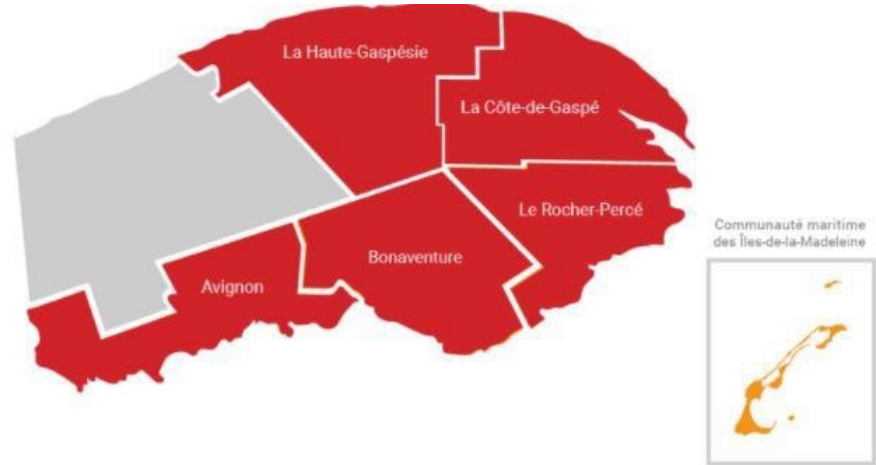 La Haute-Gaspésie
La Côte-de-Gaspé
Le Rocher-Percé
Bonaventure
Avignon
Communauté maritime
des Îles-de-la-Madeleine